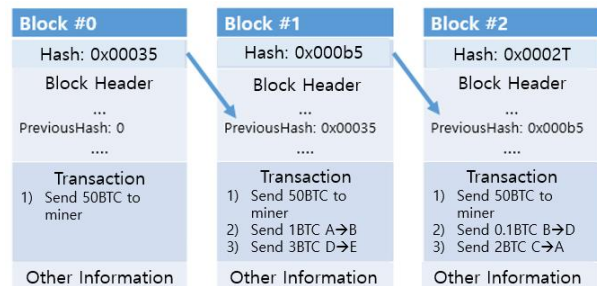 Block #0
Hash: 0x00035
Block Header
...
PreviousHash: 0
....
Transaction
1) Send 50BTC to
miner
Other Information
Block #1
Hash: 0x000b5
Block Header
...
PreviousHash: 0x00035
....
Transaction
1) Send 50BTC to
miner
2) Send 1BTC A→B
3) Send 3BTC D→E
Other Information
Block #2
Hash: 0x0002T
Block Header
...
PreviousHash: 0x000b5
....
Transaction
1) Send 50BTC to
miner
2) Send 0.1BTC B→D
3) Send 2BTC C→A
Other Information